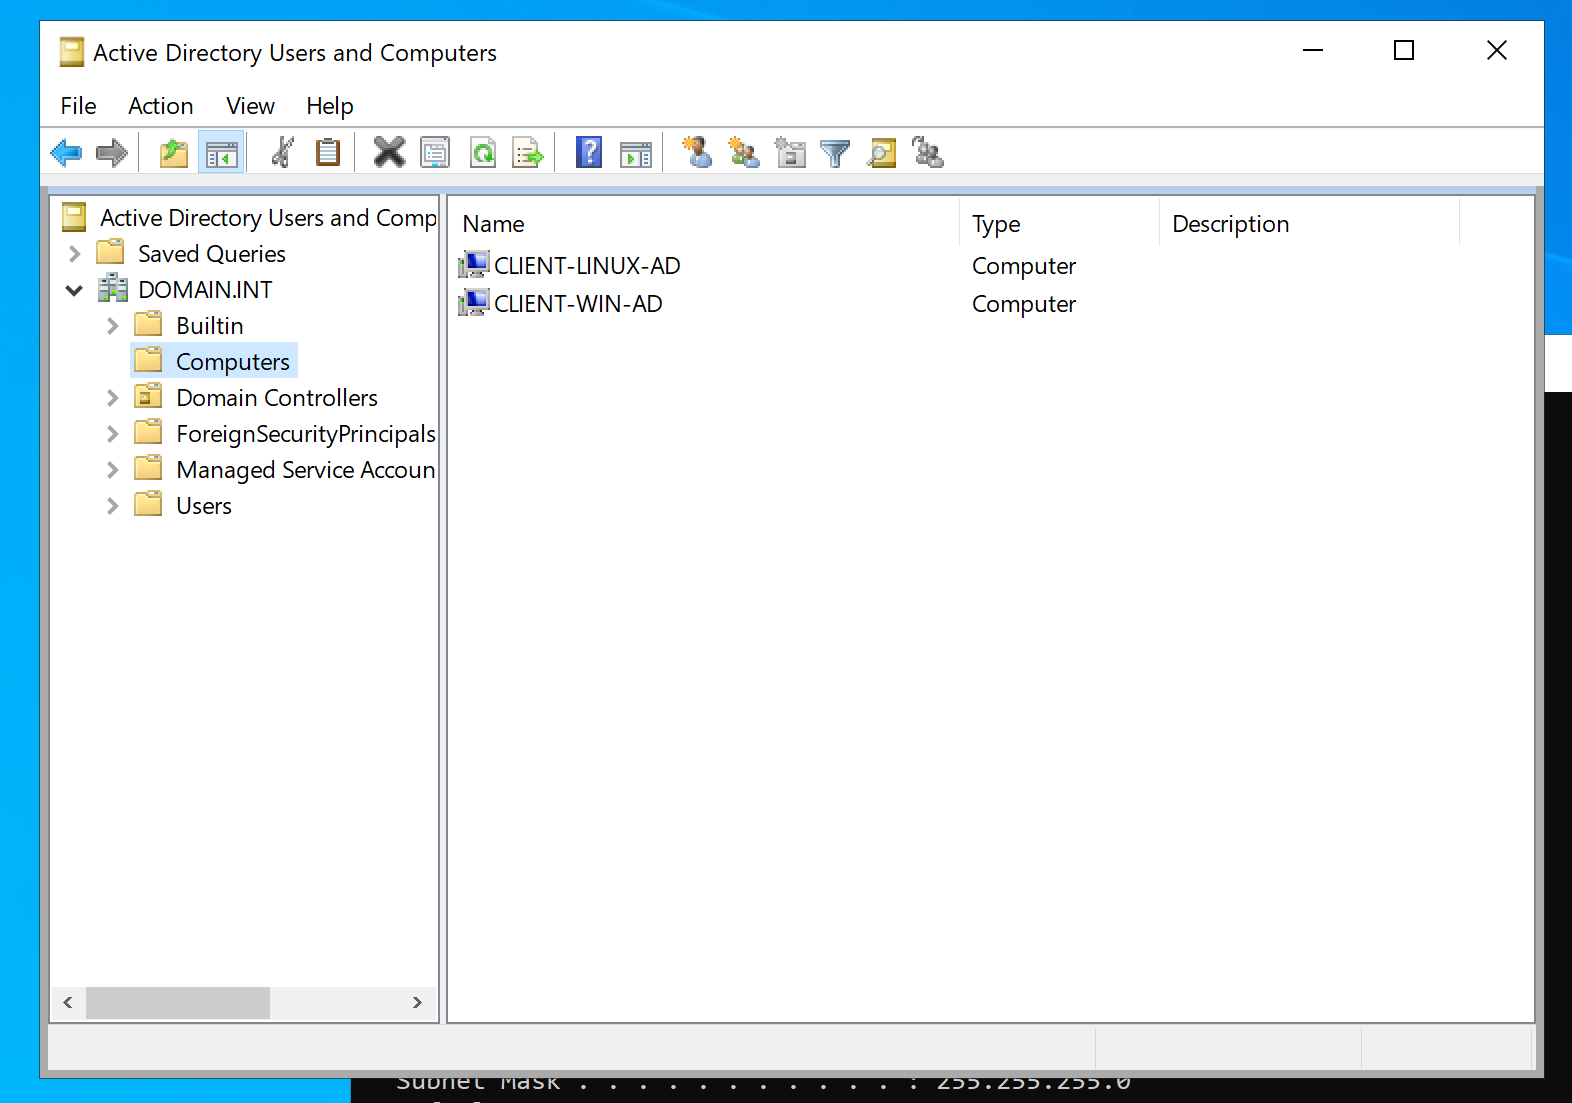 Active Directory Users and Computers
File Action View Help
Active Directory Users and Comp
Saved Queries
DOMAIN.INT
Builtin
Computers
Domain Controllers
ForeignSecurityPrincipals
Managed Service Accoun
Users
Name Type Description
CLIENT-LINUX-AD Computer
CLIENT-WIN-AD Computer
Subnet Mask . . . . . . . . . . . : 255.255.255.0